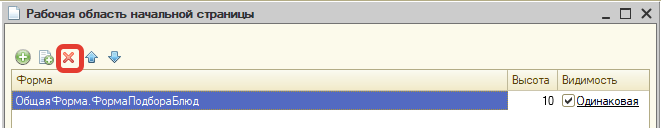 Рабочая область начальной страницы
Форма Высота Видимость
ОбщаяФорма.ФормаПодбораБлюд 10 Одинаковая